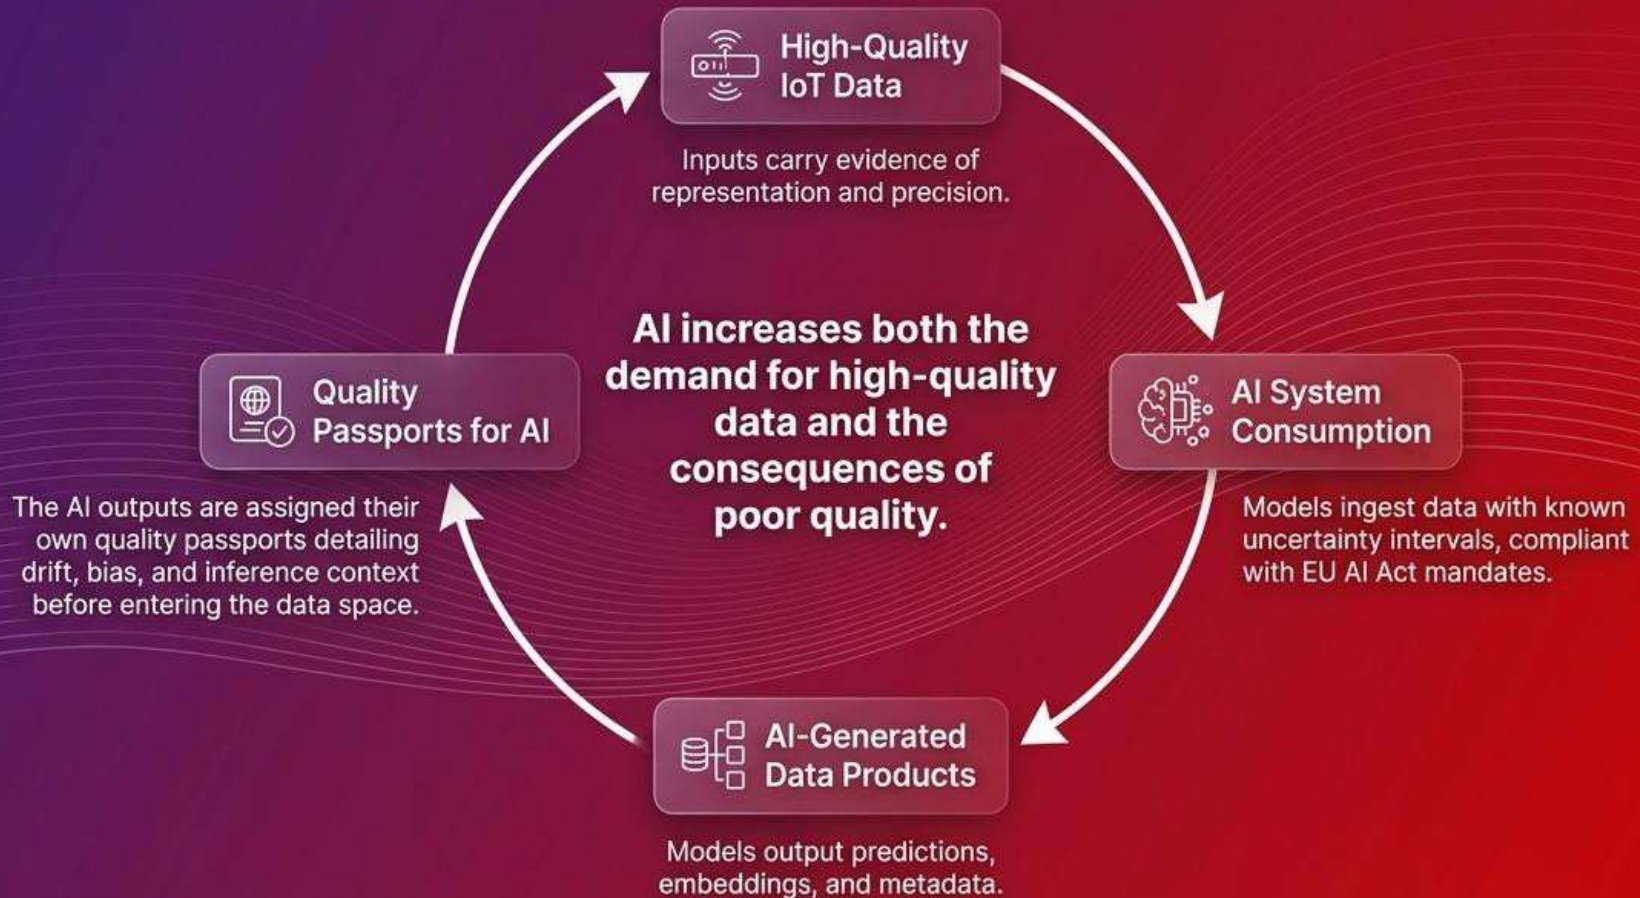 High-Quality
IoT Data
Inputs carry evidence of
representation and precision.
AI increases both the
demand for high-quality
data and the
consequences of
poor quality.
AI System
Consumption
Models ingest data with known
uncertainty intervals, compliant
with EU AI Act mandates.
AI-Generated
Data Products
Models output predictions,
embeddings, and metadata.
Quality
Passports for AI
The AI outputs are assigned their
own quality passports detailing
drift, bias, and inference context
before entering the data space.